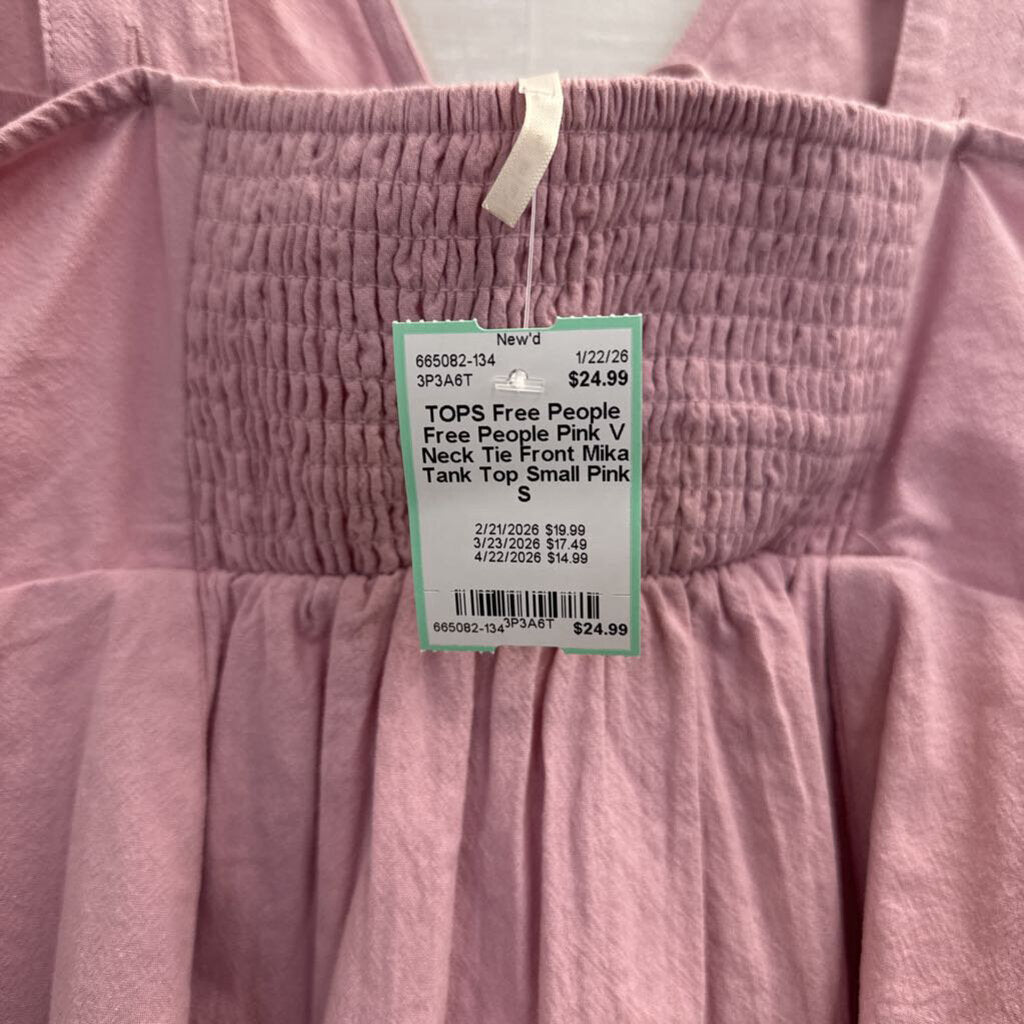 New'd
665082-134 1/22/26
3P3A6T $24.99
TOPS Free People
Free People Pink V
Neck Tie Front Mika
Tank Top Small Pink
S
2/21/2026 $19.99
3/23/2026 $17.49
4/22/2026 $14.99
665082-134 3P3A6T $24.99